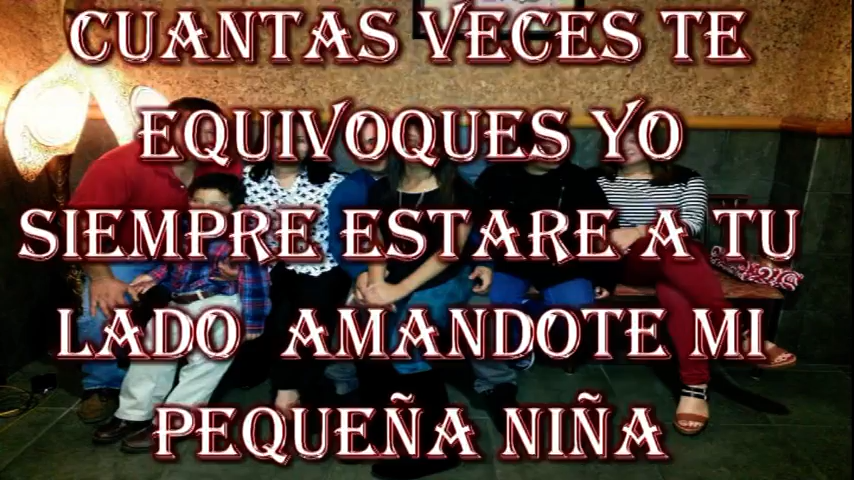 CUANTAS VECES TE
EQUIVOQUES YO
SIEMPRE ESTARE A TU
LADO AMANDOTE MI
PEQUEÑA NIÑA